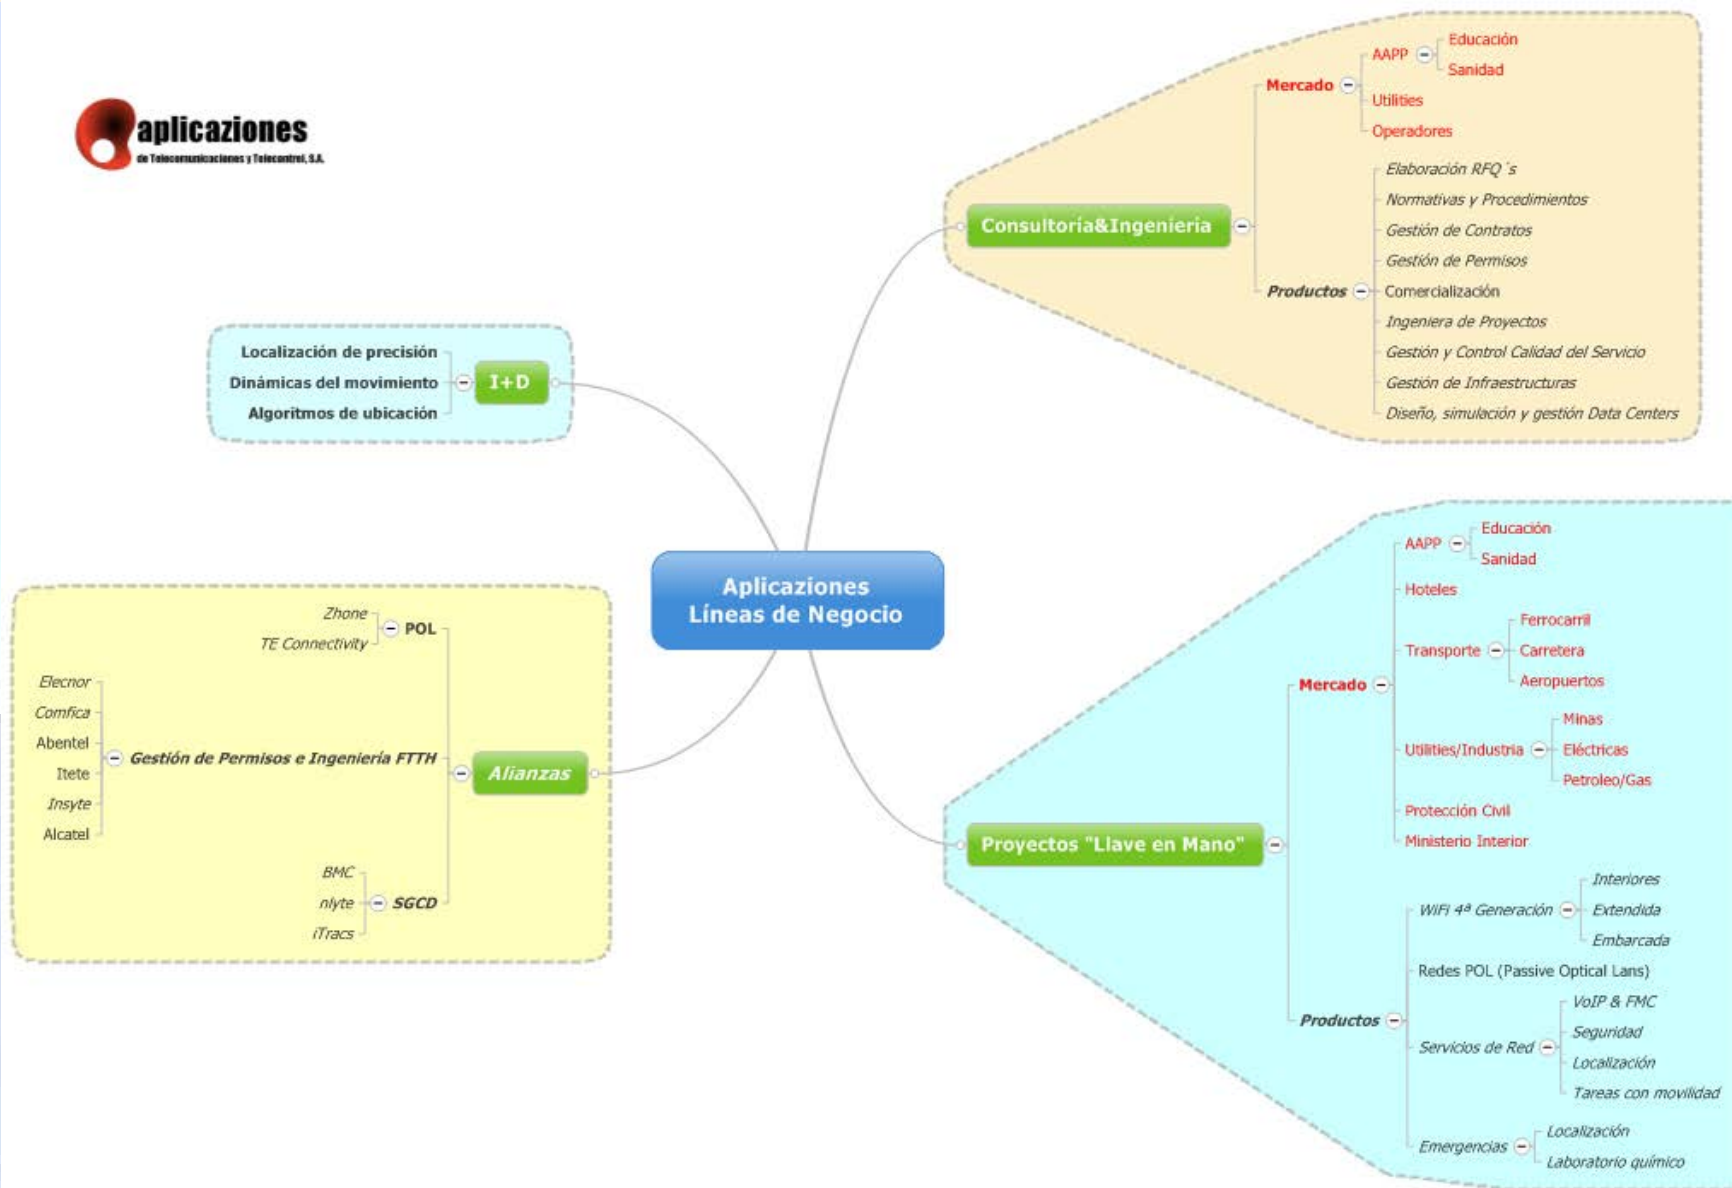 aplicaziones
de Telecomunicaciones y Telecontrol, S.A.
Aplicaziones
Líneas de Negocio
Consultoría&Ingenieria
Mercado
AAPP
Educación
Sanidad
Utilities
Operadores
Productos
Elaboración RFQ´s
Normativas y Procedimientos
Gestión de Contratos
Gestión de Permisos
Comercialización
Ingeniera de Proyectos
Gestión y Control Calidad del Servicio
Gestión de Infraestructuras
Diseño, simulación y gestión Data Centers
I+D
Localización de precisión
Dinámicas del movimiento
Algoritmos de ubicación
Alianzas
POL
Zhone
TE Connectivity
Gestión de Permisos e Ingeniería FTTH
Elecnor
Comfica
Abentel
Itete
Insyte
Alcatel
SGCD
BMC
nlyte
iTracs
Proyectos "Llave en Mano"
Mercado
AAPP
Educación
Sanidad
Hoteles
Transporte
Ferrocarril
Carretera
Aeropuertos
Utilities/Industria
Minas
Eléctricas
Petroleo/Gas
Protección Civil
Ministerio Interior
Productos
WiFi 4ª Generación
Interiores
Extendida
Embarcada
Redes POL (Passive Optical Lans)
Servicios de Red
VoIP & FMC
Seguridad
Localización
Tareas con movilidad
Emergencias
Localización
Laboratorio químico